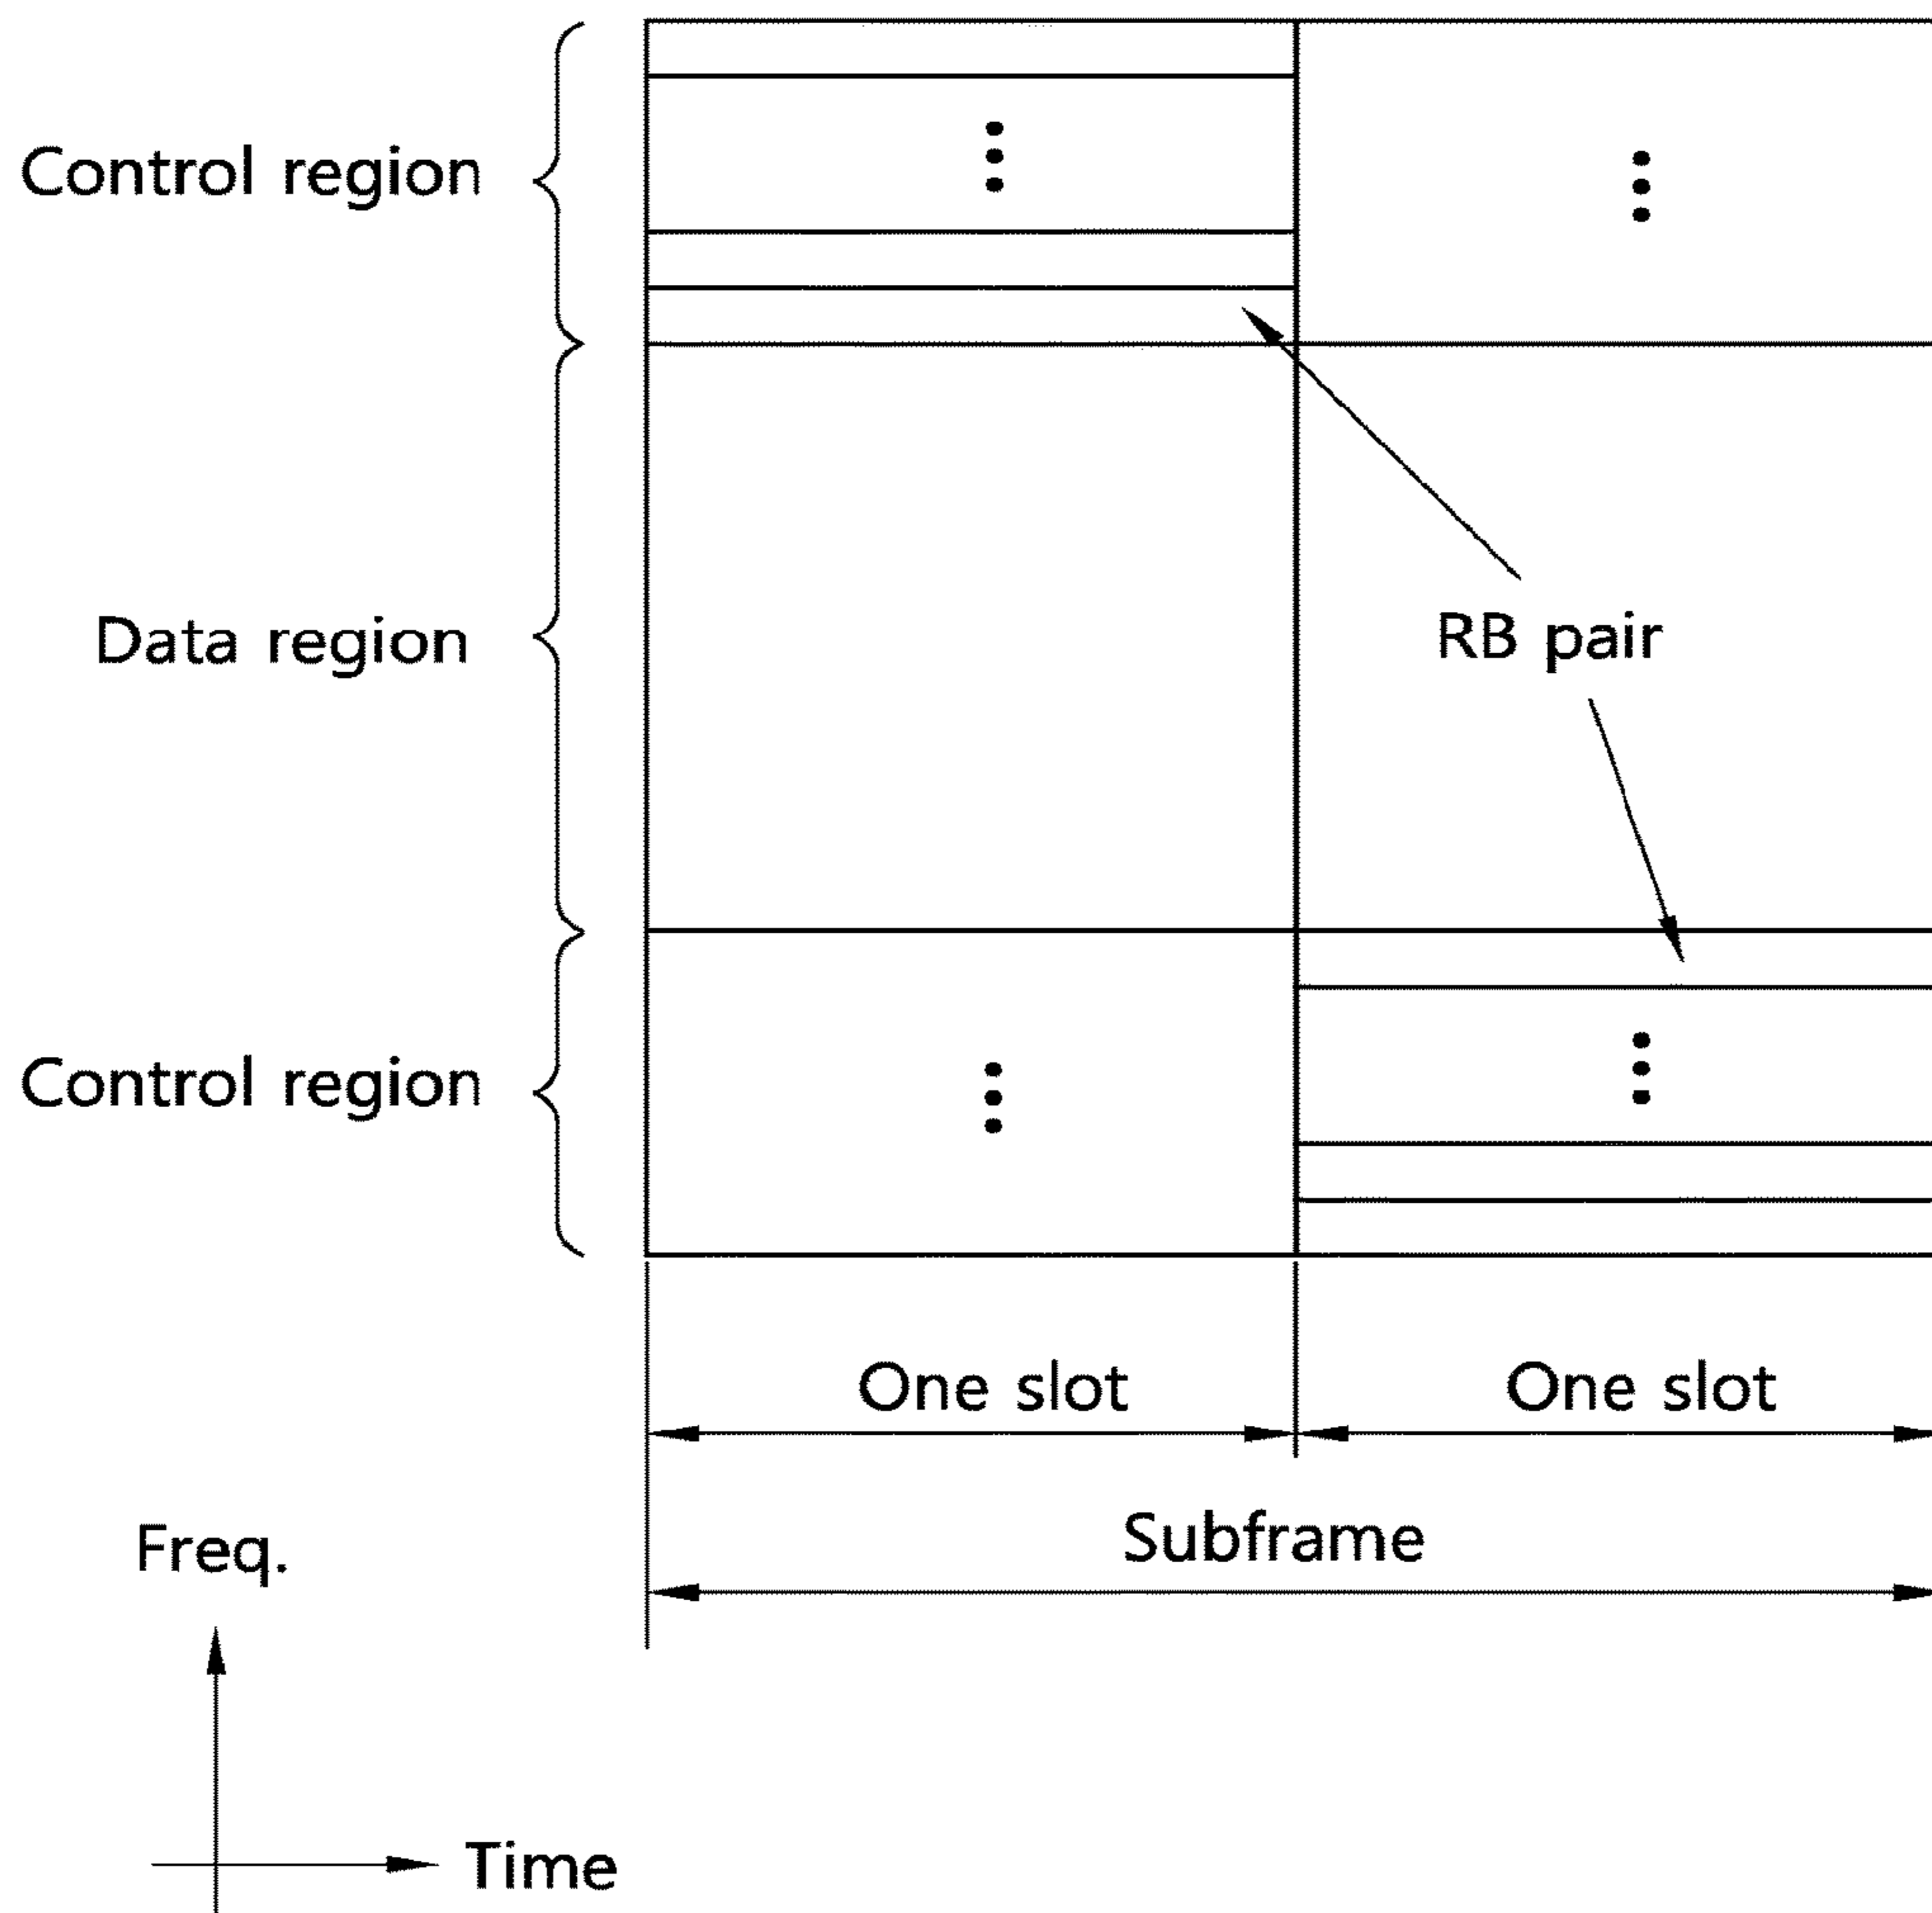 Control region
Data region
RB pair
Control region
One slot
One slot
Subframe
Freq.
Time